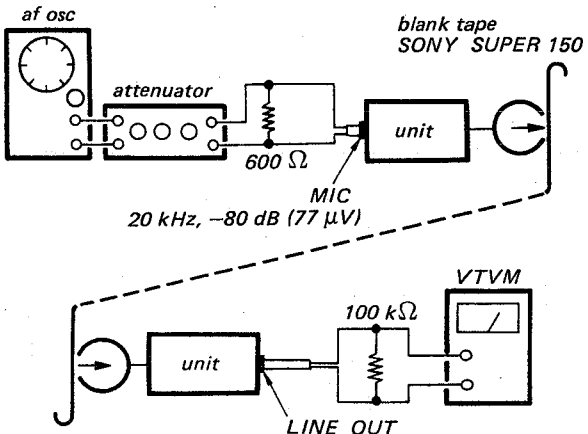 af osc
blank tape
SONY SUPER 150
attenuator
unit
600 Ω
MIC
20 kHz, −80 dB (77 μV)
VTVM
100 kΩ
unit
LINE OUT